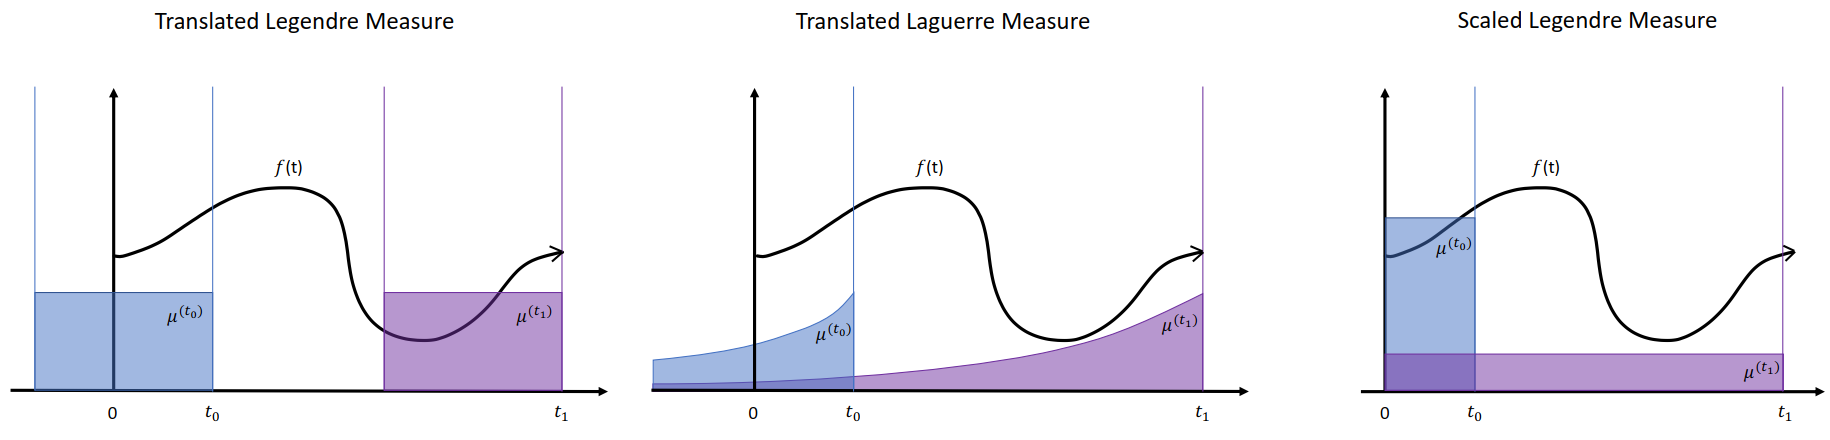 Translated Legendre Measure
f(t)
μ^(t₀)
μ^(t₁)
0
t₀
t₁
Translated Laguerre Measure
f(t)
μ^(t₀)
μ^(t₁)
0
t₀
t₁
Scaled Legendre Measure
f(t)
μ^(t₀)
μ^(t₁)
0
t₀
t₁